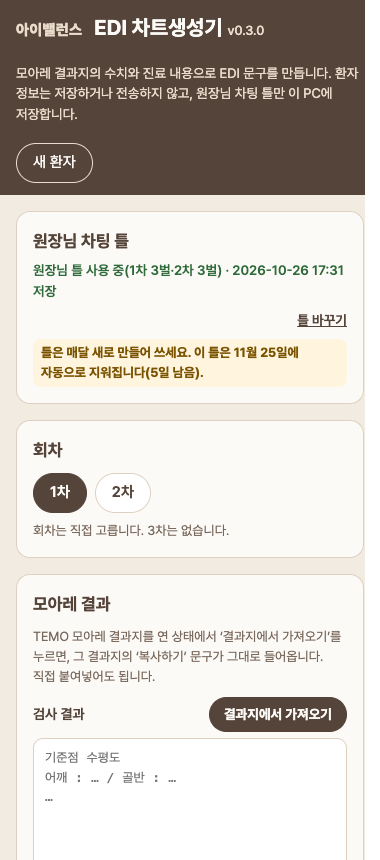 아이밸런스 EDI 차트생성기 v0.3.0
모아레 결과지의 수치와 진료 내용으로 EDI 문구를 만듭니다. 환자
정보는 저장하거나 전송하지 않고, 원장님 차팅 틀만 이 PC에
저장합니다.
새 환자
원장님 차팅 틀
원장님 틀 사용 중(1차 3벌·2차 3벌) · 2026-10-26 17:31
저장
틀 바꾸기
틀은 매달 새로 만들어 쓰세요. 이 틀은 11월 25일에
자동으로 지워집니다(5일 남음).
회차
1차 2차
회차는 직접 고릅니다. 3차는 없습니다.
모아레 결과
TEMO 모아레 결과지를 연 상태에서 ‘결과지에서 가져오기’를
누르면, 그 결과지의 ‘복사하기’ 문구가 그대로 들어옵니다.
직접 붙여넣어도 됩니다.
검사 결과 결과지에서 가져오기
기준점 수평도
어깨 : … / 골반 : …
…